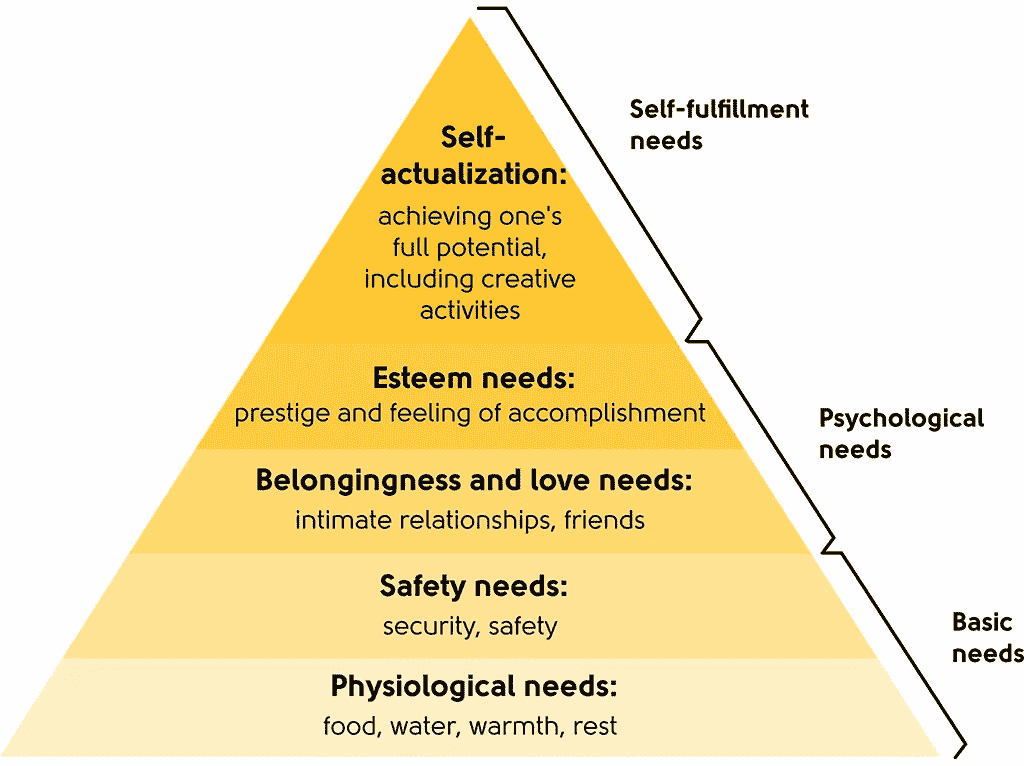 Self-
actualization:
achieving one's
full potential,
including creative
activities
Esteem needs:
prestige and feeling of accomplishment
Belongingness and love needs:
intimate relationships, friends
Safety needs:
security, safety
Physiological needs:
food, water, warmth, rest
Self-fulfillment
needs
Psychological
needs
Basic
needs